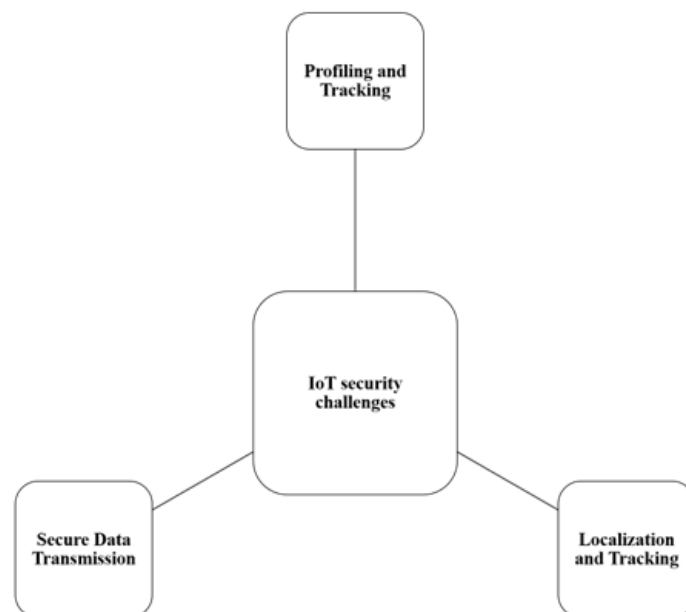 Profiling and
Tracking
IoT security
challenges
Secure Data
Transmission
Localization
and Tracking